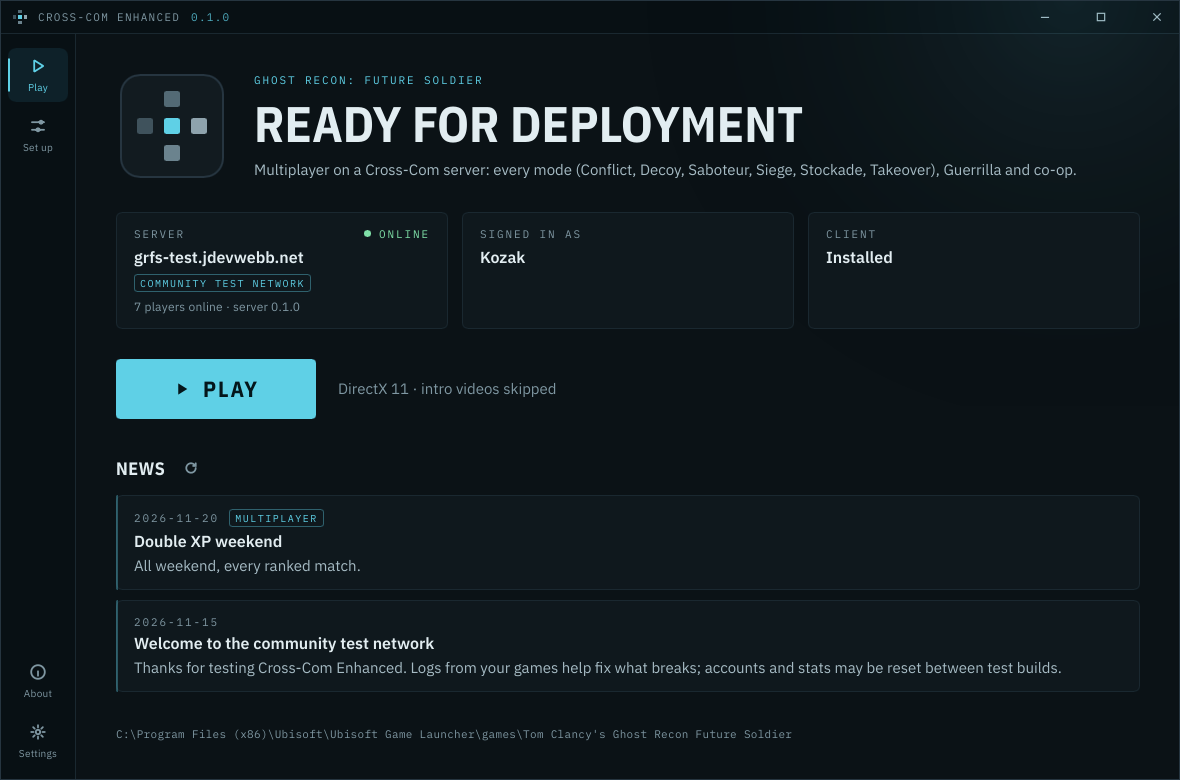 CROSS-COM ENHANCED 0.1.0
Play
Set up
GHOST RECON: FUTURE SOLDIER
READY FOR DEPLOYMENT
Multiplayer on a Cross-Com server: every mode (Conflict, Decoy, Saboteur, Siege, Stockade, Takeover), Guerrilla and co-op.
SERVER
ONLINE
grfs-test.jdevwebb.net
COMMUNITY TEST NETWORK
7 players online · server 0.1.0
SIGNED IN AS
Kozak
CLIENT
Installed
PLAY
DirectX 11 · intro videos skipped
NEWS
2026-11-20 MULTIPLAYER
Double XP weekend
All weekend, every ranked match.
2026-11-15
Welcome to the community test network
Thanks for testing Cross-Com Enhanced. Logs from your games help fix what breaks; accounts and stats may be reset between test builds.
About
Settings
C:\Program Files (x86)\Ubisoft\Ubisoft Game Launcher\games\Tom Clancy's Ghost Recon Future Soldier